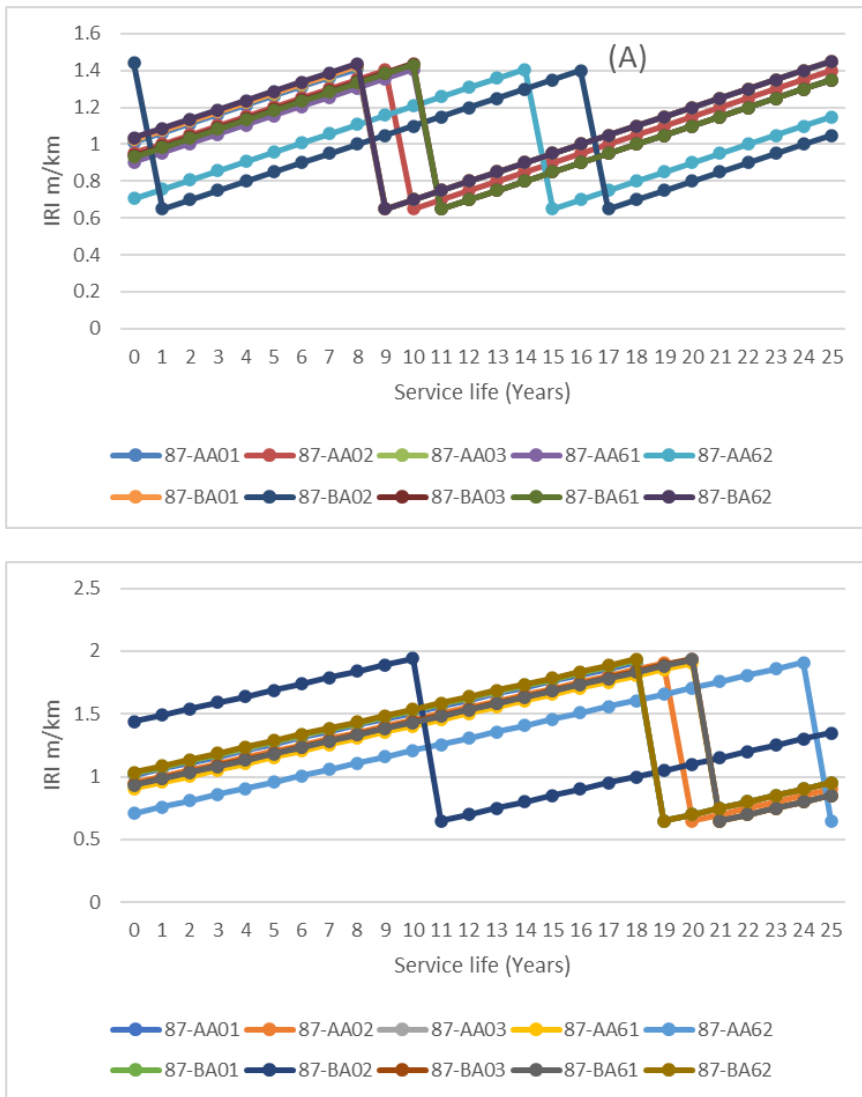 (A)
1.6
1.4
1.2
1
0.8
0.6
0.4
0.2
0
IRI m/km
0 1 2 3 4 5 6 7 8 9 10 11 12 13 14 15 16 17 18 19 20 21 22 23 24 25
Service life (Years)
87-AA01 87-AA02 87-AA03 87-AA61 87-AA62
87-BA01 87-BA02 87-BA03 87-BA61 87-BA62
2.5
2
1.5
1
0.5
0
IRI m/km
0 1 2 3 4 5 6 7 8 9 10 11 12 13 14 15 16 17 18 19 20 21 22 23 24 25
Service life (Years)
87-AA01 87-AA02 87-AA03 87-AA61 87-AA62
87-BA01 87-BA02 87-BA03 87-BA61 87-BA62